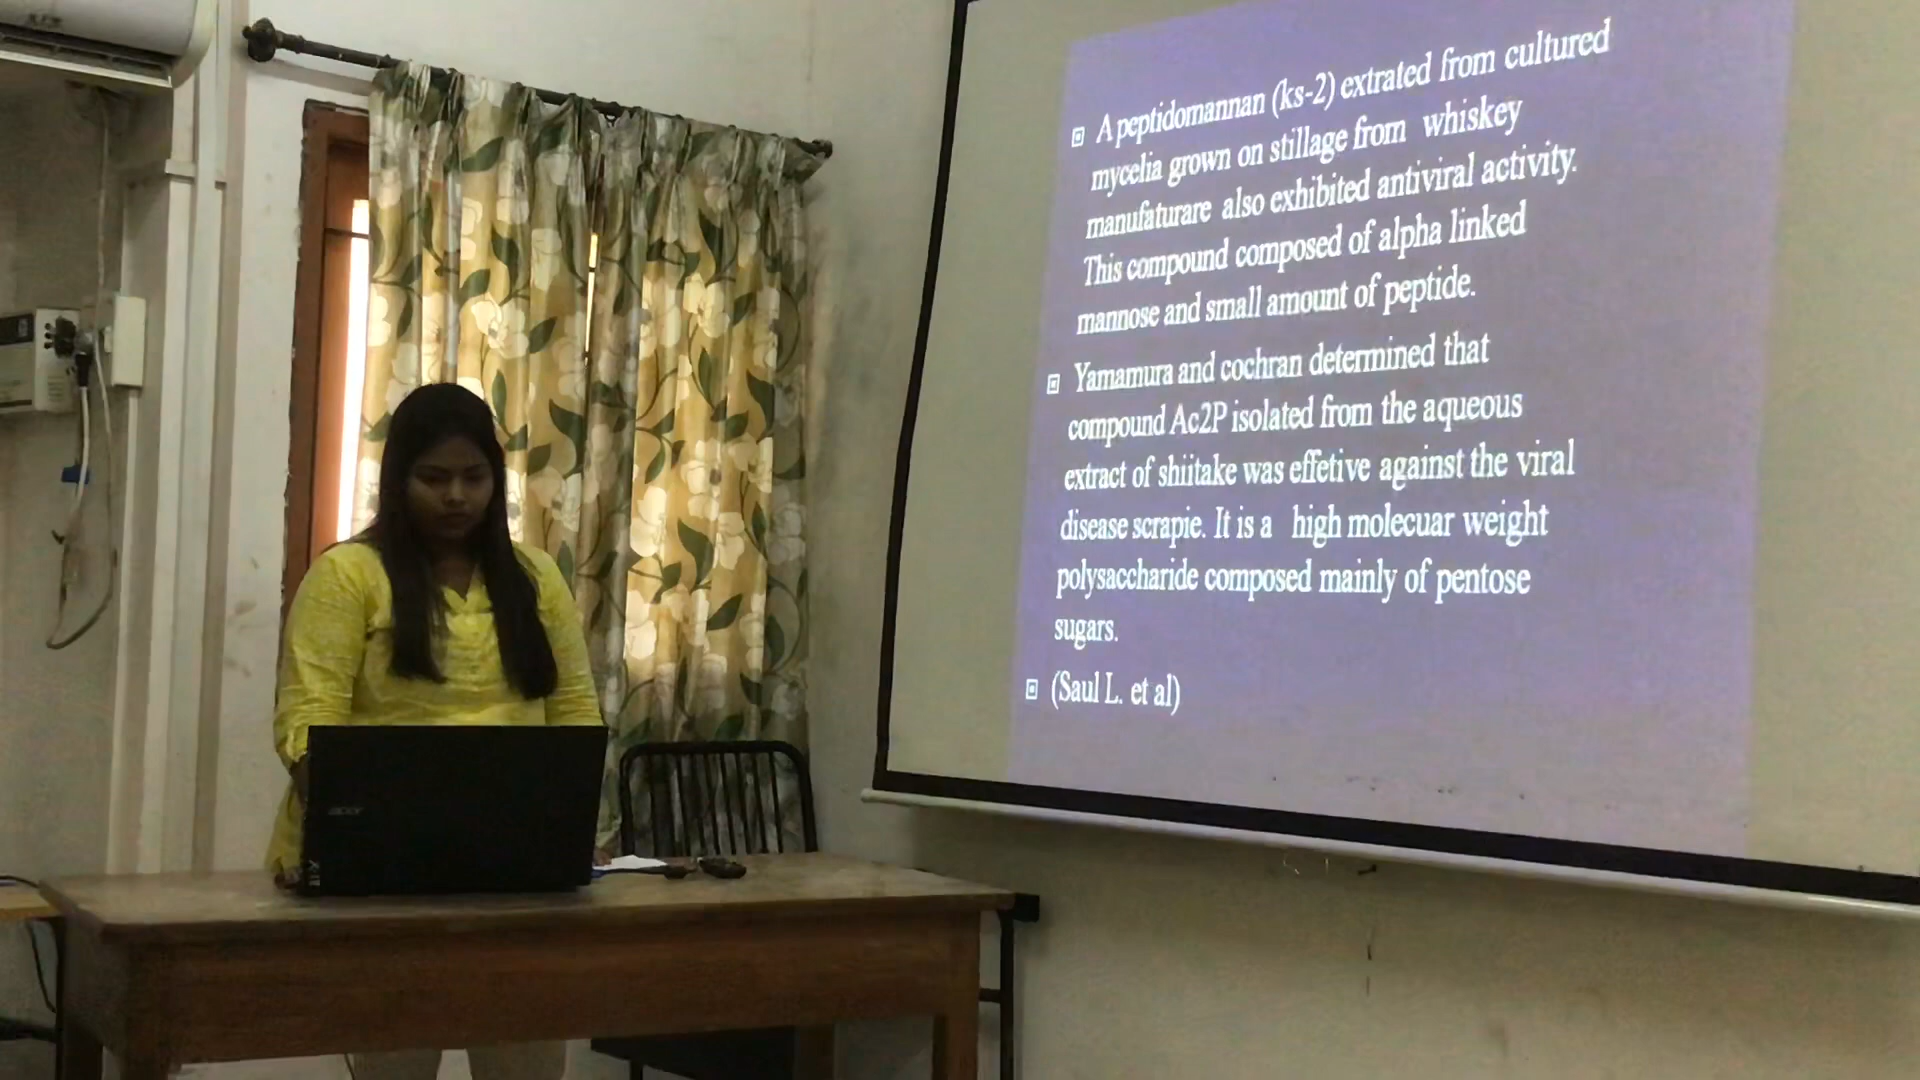 A peptidomannan (ks-2) extrated from cultured
mycelia grown on stillage from whiskey
manufaturare also exhibited antiviral activity.
This compound composed of alpha linked
mannose and small amount of peptide.
Yamamura and cochran determined that
compound Ac2P isolated from the aqueous
extract of shiitake was effetive against the viral
disease scrapie. It is a high molecuar weight
polysaccharide composed mainly of pentose
sugars.
(Saul L. et al)
acer